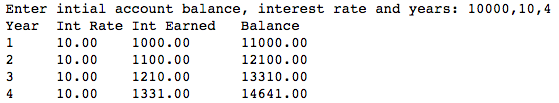 Enter intial account balance, interest rate and years: 10000,10,4
Year Int Rate Int Earned Balance
1 10.00 1000.00 11000.00
2 10.00 1100.00 12100.00
3 10.00 1210.00 13310.00
4 10.00 1331.00 14641.00